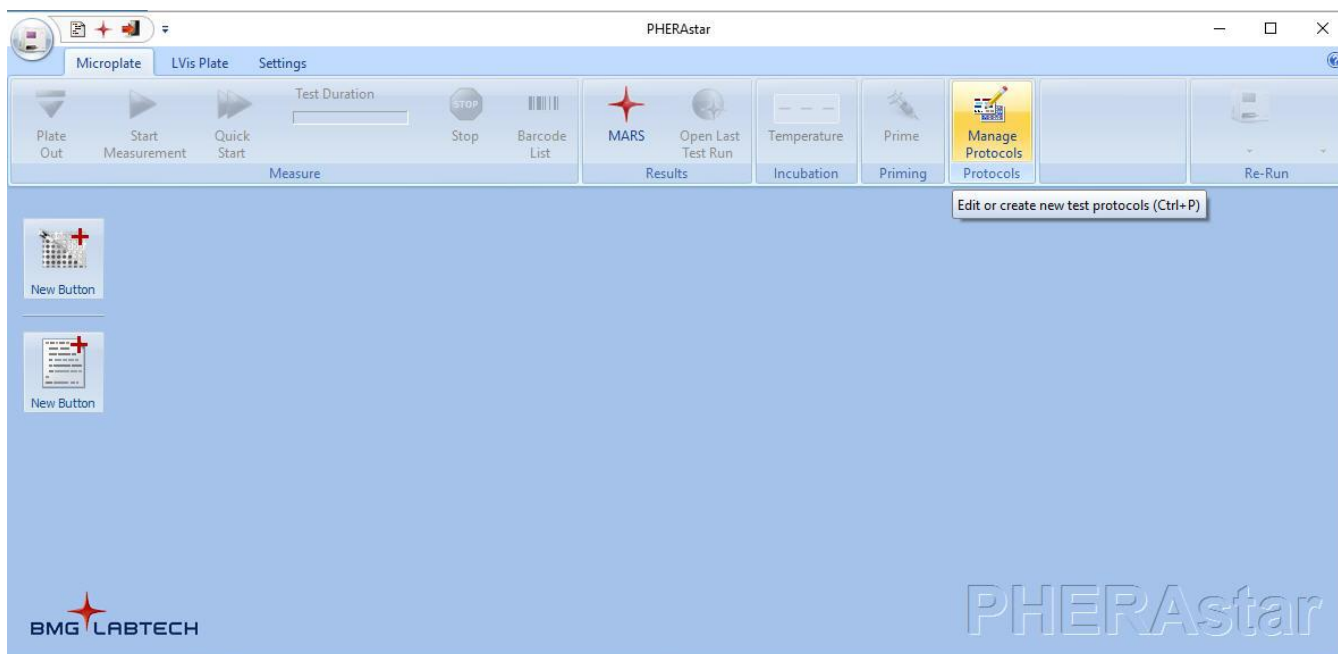 PHERAstar
Microplate LVis Plate Settings
Test Duration
STOP
Plate Out
Start Measurement
Quick Start
Stop
Barcode List
MARS
Open Last Test Run
Temperature
Prime
Manage Protocols
Measure Results Incubation Priming Protocols Re-Run
Edit or create new test protocols (Ctrl+P)
New Button
New Button
BMG LABTECH
PHERAstar